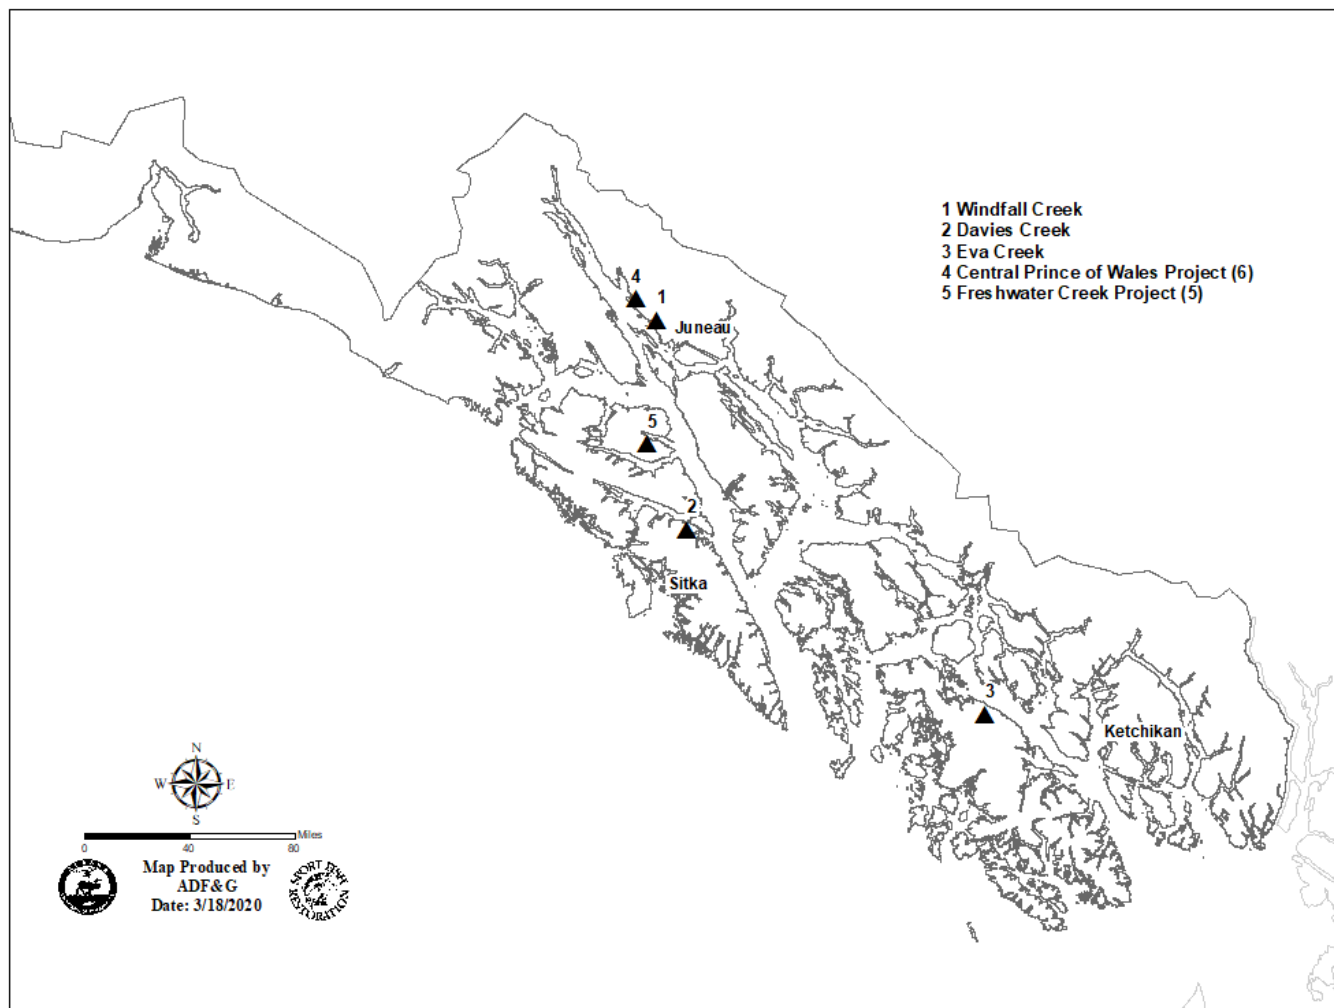 1 Windfall Creek
2 Davies Creek
3 Eva Creek
4 Central Prince of Wales Project (6)
5 Freshwater Creek Project (5)
4
1
Juneau
5
2
Sitka
3
Ketchikan
N
W E
S
Miles
0 40 80
Map Produced by
ADF&G
Date: 3/18/2020
SPORT FISH
RESTORATION